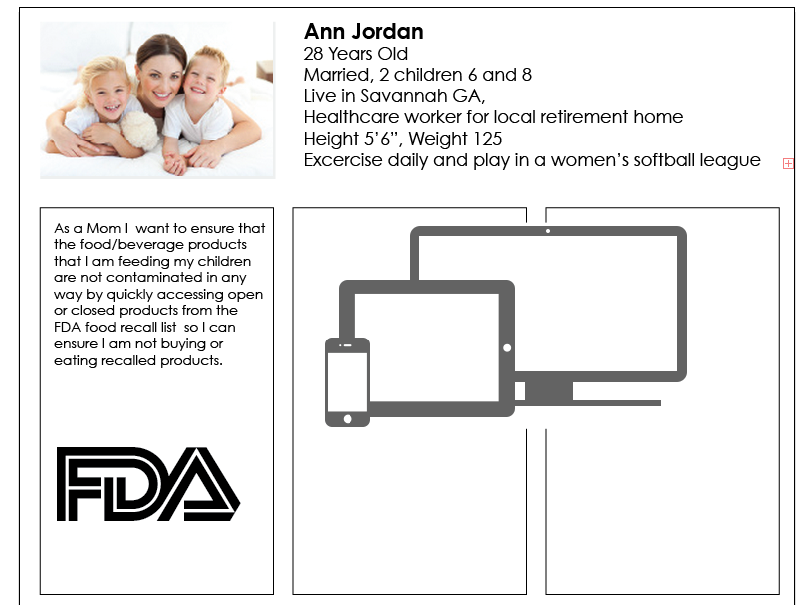 Ann Jordan
28 Years Old
Married, 2 children 6 and 8
Live in Savannah GA,
Healthcare worker for local retirement home
Height 5’6”, Weight 125
Excercise daily and play in a women’s softball league
As a Mom I  want to ensure that
the food/beverage products
that I am feeding my children
are not contaminated in any
way by quickly accessing open
or closed products from the
FDA food recall list  so I can
ensure I am not buying or
eating recalled products.
FDA